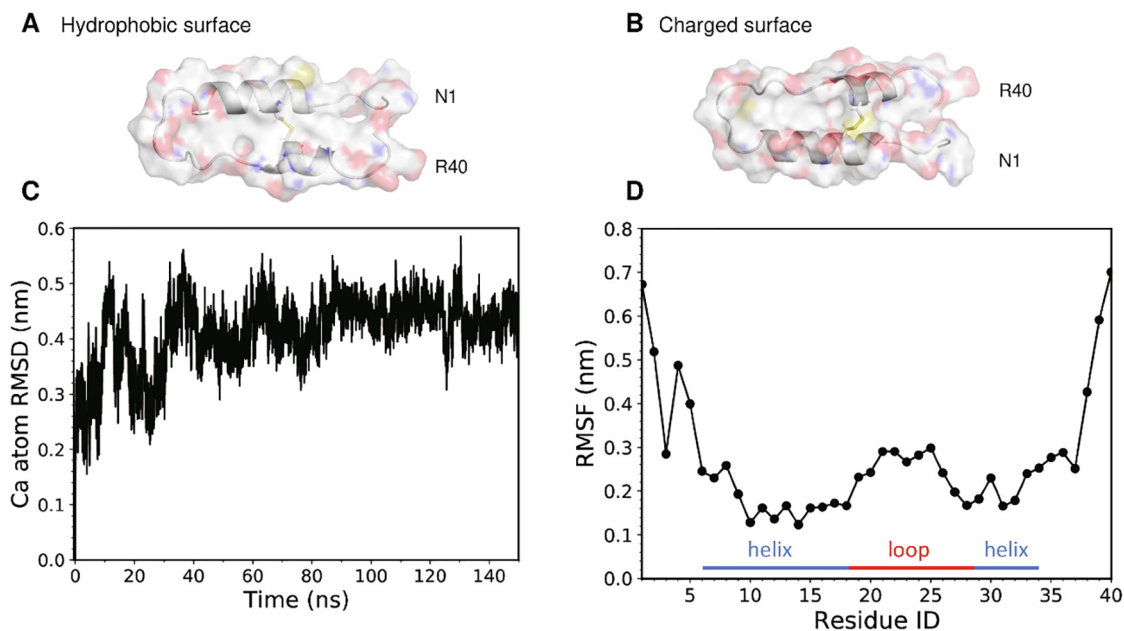 A Hydrophobic surface
N1
R40
B Charged surface
R40
N1
C
Ca atom RMSD (nm)
0.6
0.5
0.4
0.3
0.2
0.1
0.0
0 20 40 60 80 100 120 140
Time (ns)
D
RMSF (nm)
0.8
0.7
0.6
0.5
0.4
0.3
0.2
0.1
0.0
helix loop helix
5 10 15 20 25 30 35 40
Residue ID